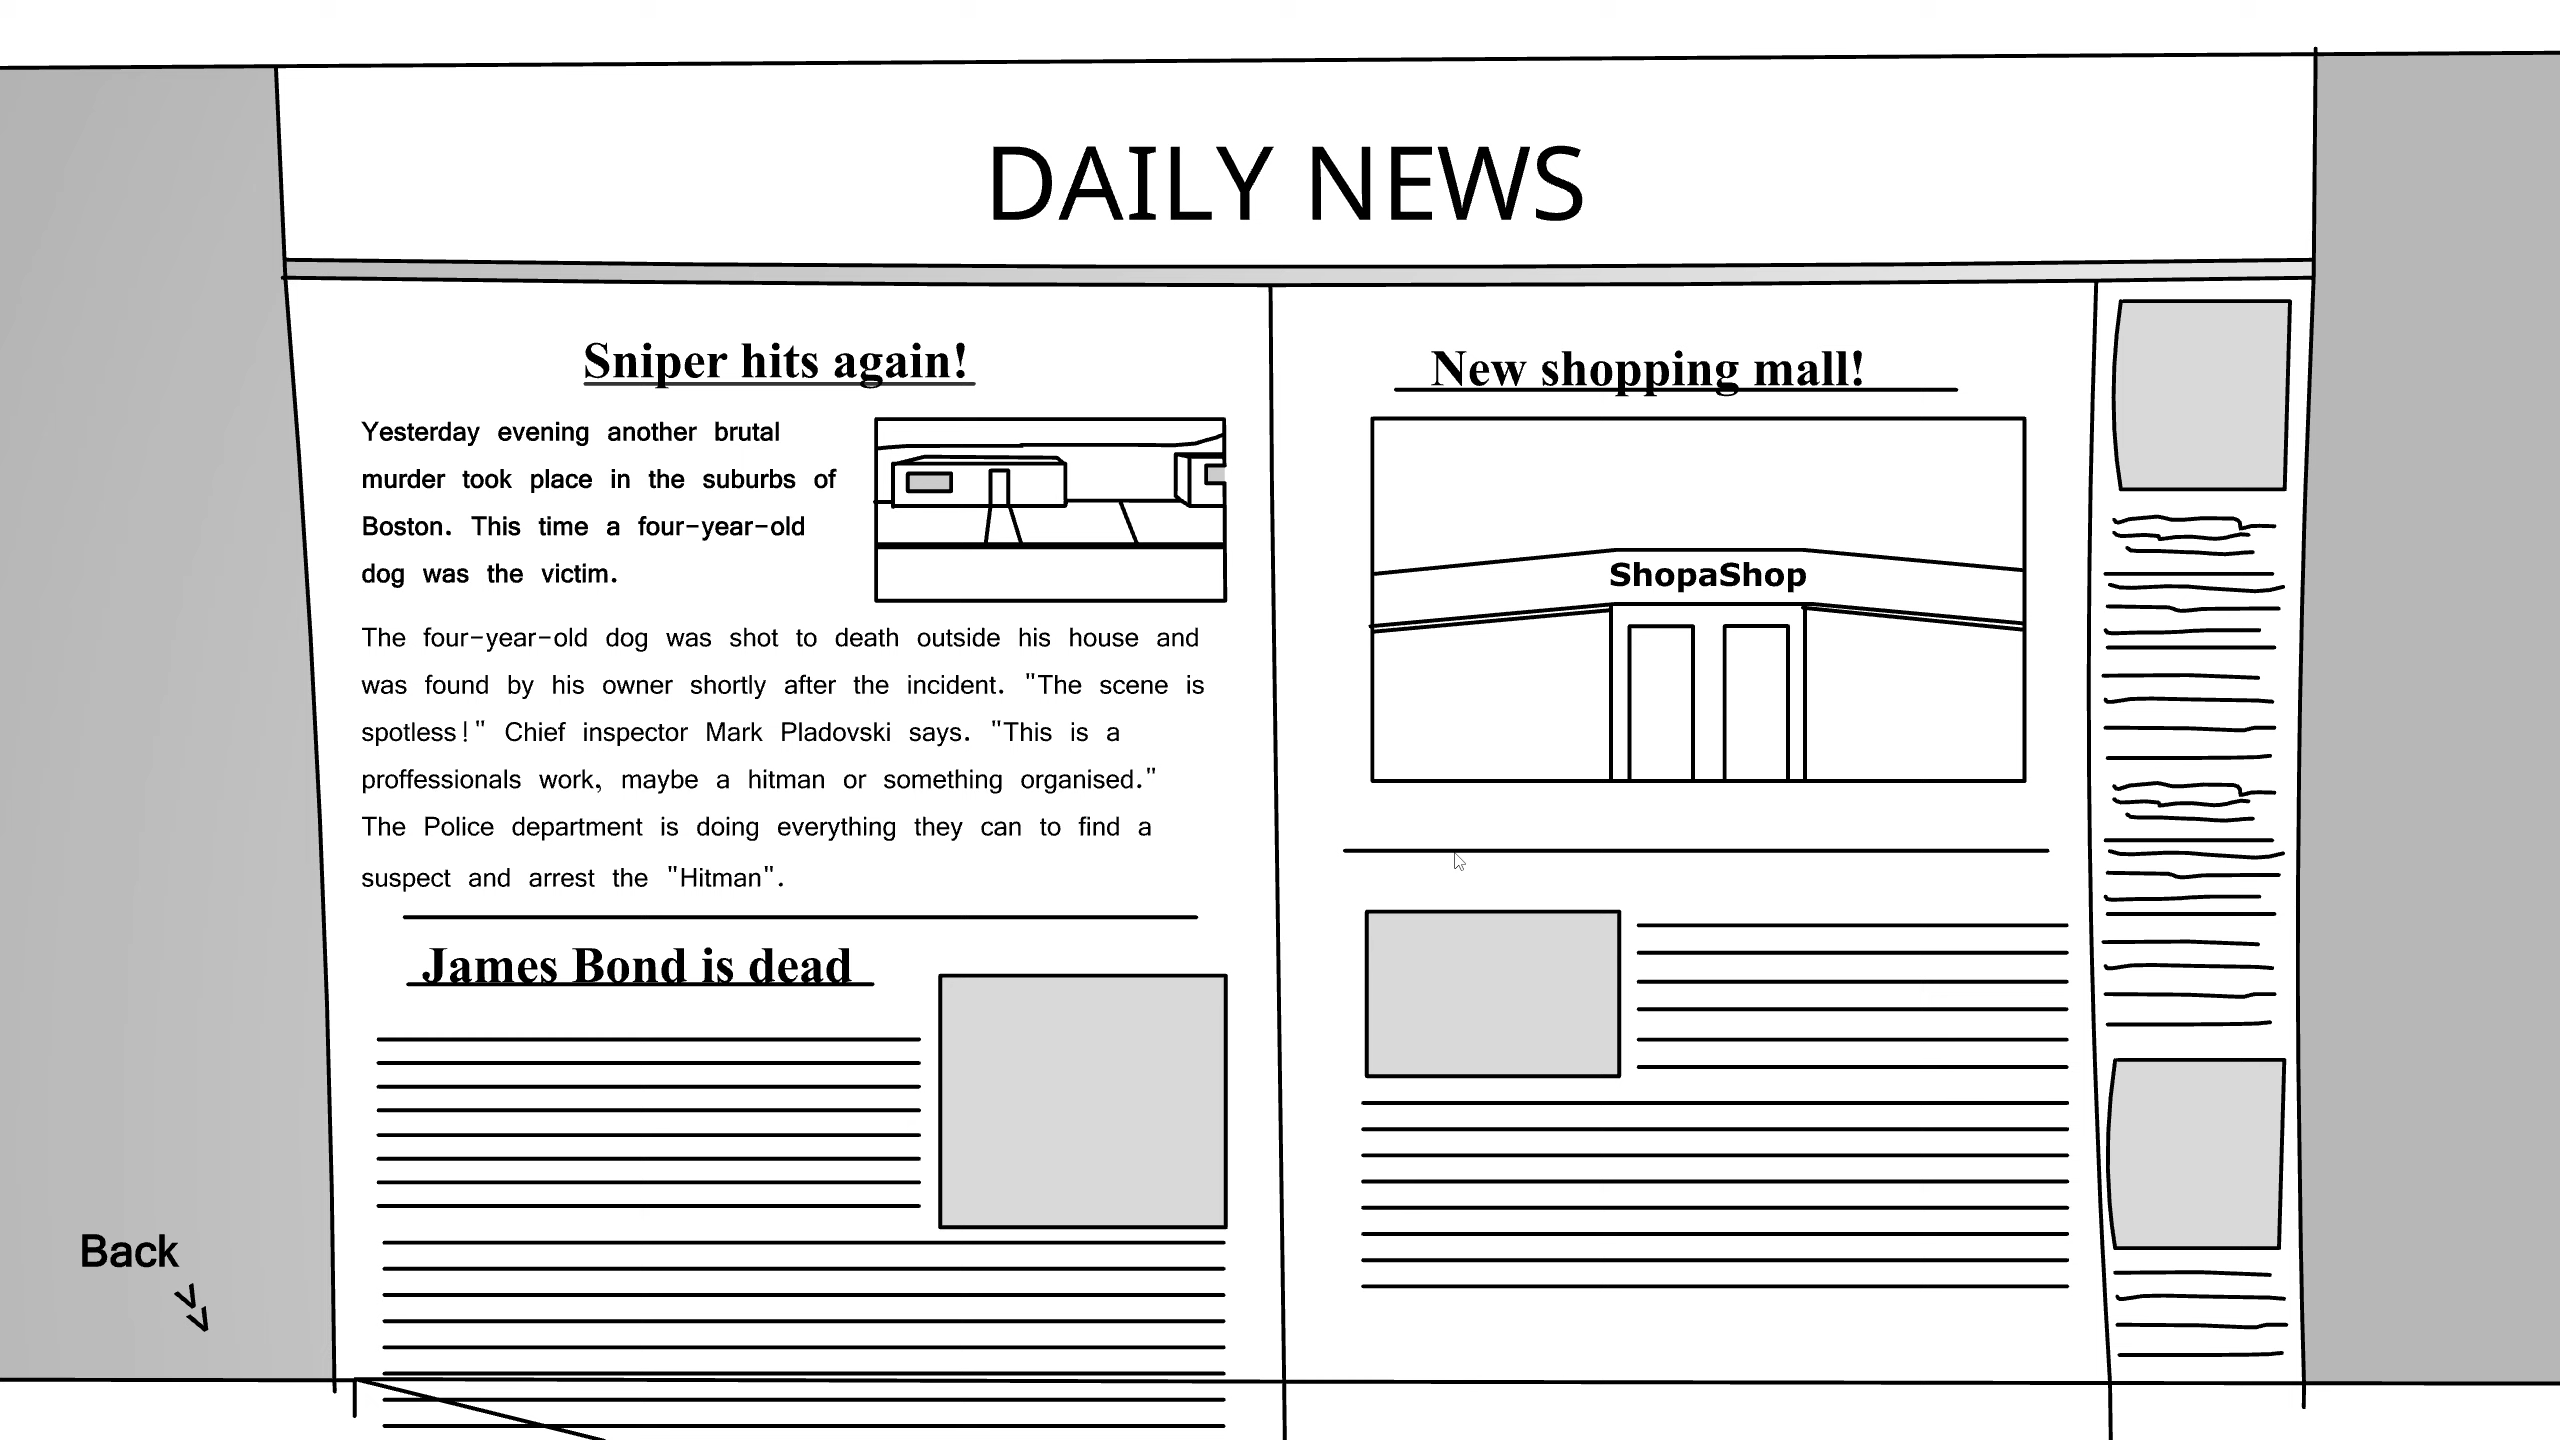 DAILY NEWS
Sniper hits again!
Yesterday evening another brutal
murder took place in the suburbs of
Boston. This time a four-year-old
dog was the victim.
The four-year-old dog was shot to death outside his house and
was found by his owner shortly after the incident. "The scene is
spotless!" Chief inspector Mark Pladovski says. "This is a
proffessionals work, maybe a hitman or something organised."
The Police department is doing everything they can to find a
suspect and arrest the "Hitman".
James Bond is dead
New shopping mall!
ShopaShop
Back